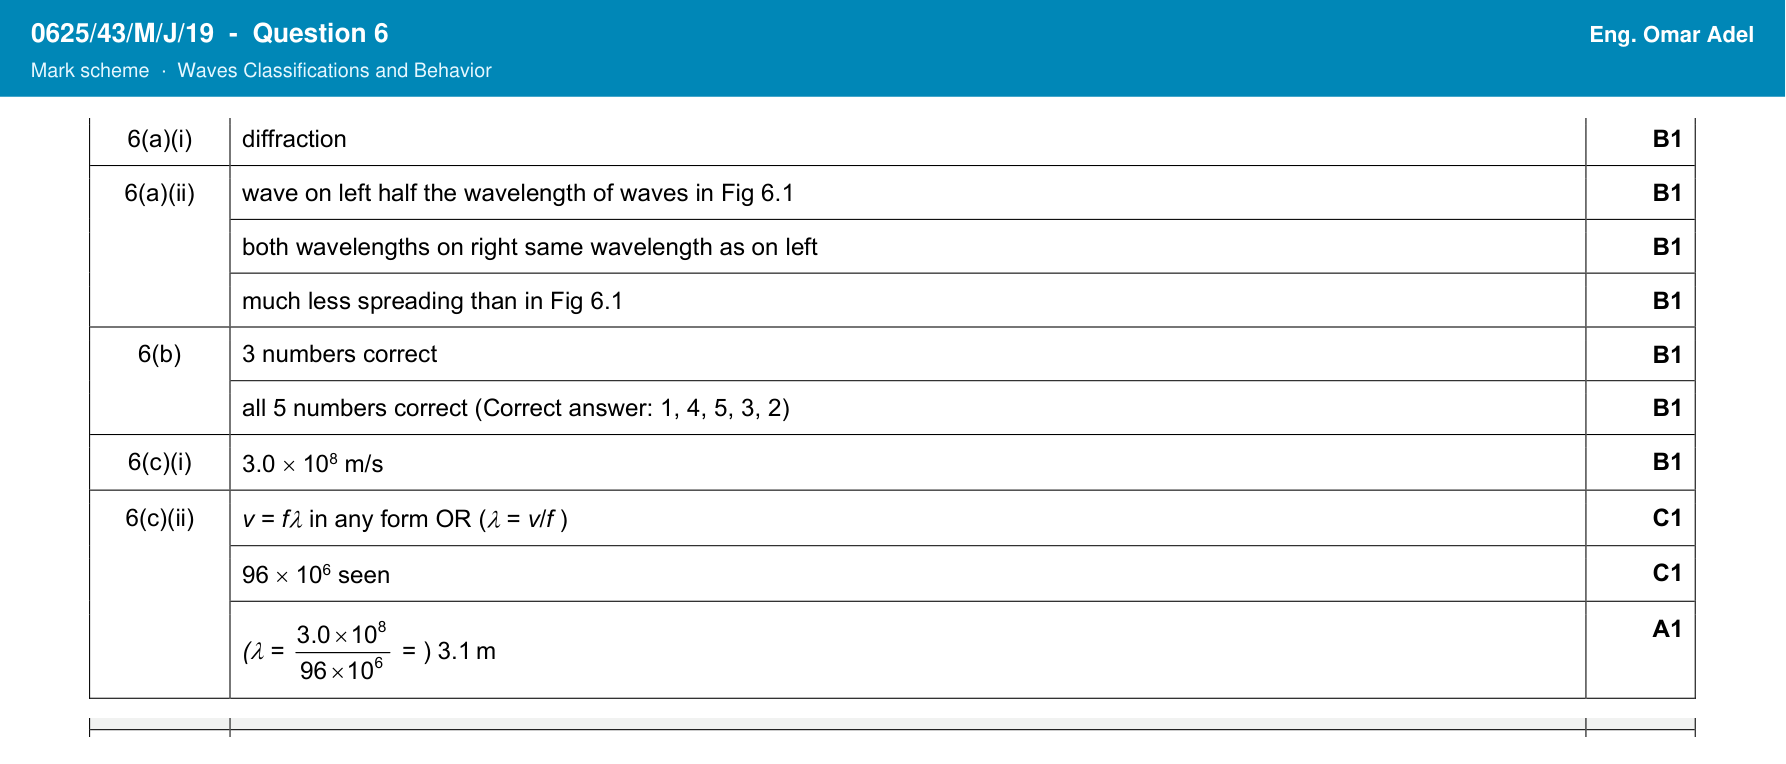 0625/43/M/J/19 - Question 6
Eng. Omar Adel
Mark scheme · Waves Classifications and Behavior
6(a)(i) diffraction B1
6(a)(ii) wave on left half the wavelength of waves in Fig 6.1 B1
both wavelengths on right same wavelength as on left B1
much less spreading than in Fig 6.1 B1
6(b) 3 numbers correct B1
all 5 numbers correct (Correct answer: 1, 4, 5, 3, 2) B1
6(c)(i) 3.0 × 10⁸ m/s B1
6(c)(ii) v = fλ in any form OR (λ = v/f ) C1
96 × 10⁶ seen C1
(λ = 3.0×10⁸ / 96×10⁶ = ) 3.1 m A1